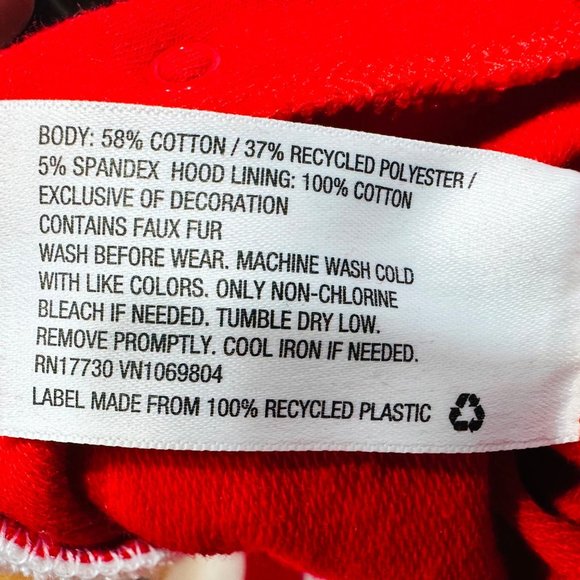 BODY: 58% COTTON / 37% RECYCLED POLYESTER /
5% SPANDEX HOOD LINING: 100% COTTON
EXCLUSIVE OF DECORATION
CONTAINS FAUX FUR
WASH BEFORE WEAR. MACHINE WASH COLD
WITH LIKE COLORS. ONLY NON-CHLORINE
BLEACH IF NEEDED. TUMBLE DRY LOW.
REMOVE PROMPTLY. COOL IRON IF NEEDED.
RN17730 VN1069804
LABEL MADE FROM 100% RECYCLED PLASTIC